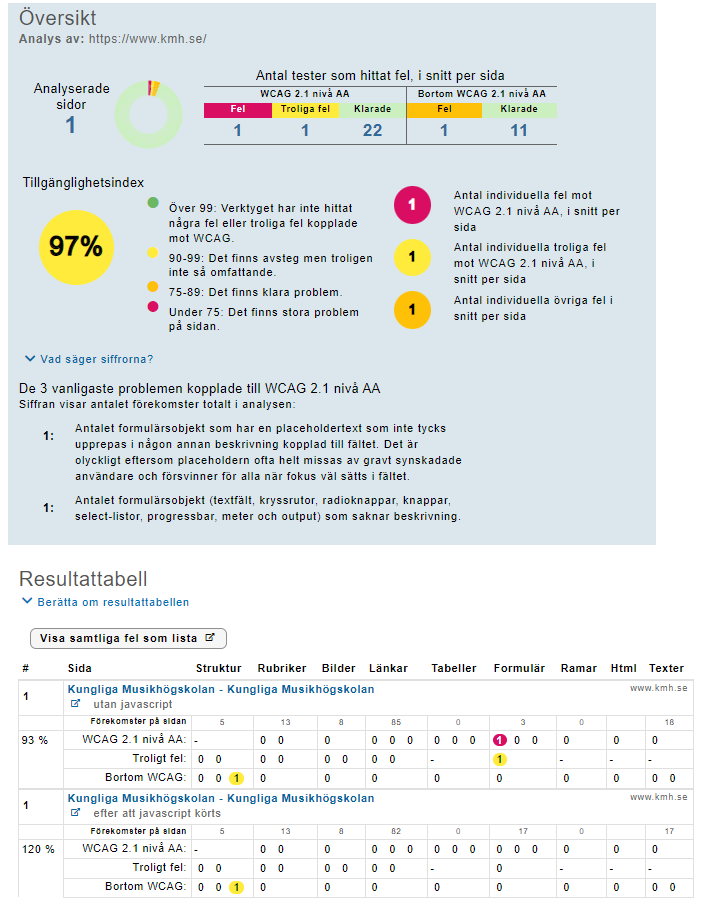 Översikt
Analys av: https://www.kmh.se/
Analyserade
sidor
1
Antal tester som hittat fel, i snitt per sida
WCAG 2.1 nivå AA Bortom WCAG 2.1 nivå AA
Fel Troliga fel Klarade Fel Klarade
1 1 22 1 11
Tillgänglighetsindex
97%
Över 99: Verktyget har inte hittat
några fel eller troliga fel kopplade
mot WCAG.
90-99: Det finns avsteg men troligen
inte så omfattande.
75-89: Det finns klara problem.
Under 75: Det finns stora problem
på sidan.
1
Antal individuella fel mot
WCAG 2.1 nivå AA, i snitt per
sida
1
Antal individuella troliga fel
mot WCAG 2.1 nivå AA, i
snitt per sida
1
Antal individuella övriga fel i
snitt per sida
Vad säger siffrorna?
De 3 vanligaste problemen kopplade till WCAG 2.1 nivå AA
Siffran visar antalet förekomster totalt i analysen:
1: Antalet formulärsobjekt som har en placeholdertext som inte tycks
upprepas i någon annan beskrivning kopplad till fältet. Det är
olyckligt eftersom placeholdern ofta helt missas av gravt synskadade
användare och försvinner för alla när fokus väl sätts i fältet.
1: Antalet formulärsobjekt (textfält, kryssrutor, radioknappar, knappar,
select-listor, progressbar, meter och output) som saknar beskrivning.
Resultattabell
Berätta om resultattabellen
Visa samtliga fel som lista
# Sida Struktur Rubriker Bilder Länkar Tabeller Formulär Ramar Html Texter
1 Kungliga Musikhögskolan - Kungliga Musikhögskolan www.kmh.se
utan javascript
Förekomster på sidan 5 13 8 85 0 3 0 18
93 % WCAG 2.1 nivå AA: - 0 0 0 0 0 0 0 0 0 0 1 0 0 0 0 0
Troligt fel: 0 0 0 0 0 0 0 0 - 1 - - -
Bortom WCAG: 0 0 1 0 0 0 0 0 0 0 0 0
1 Kungliga Musikhögskolan - Kungliga Musikhögskolan www.kmh.se
efter att javascript körts
Förekomster på sidan 5 13 8 82 0 17 0 17
120 % WCAG 2.1 nivå AA: - 0 0 0 0 0 0 0 0 0 0 0 0 0 0 0 0
Troligt fel: 0 0 0 0 0 0 0 0 - 0 - - -
Bortom WCAG: 0 0 1 0 0 0 0 0 0 0 0 0